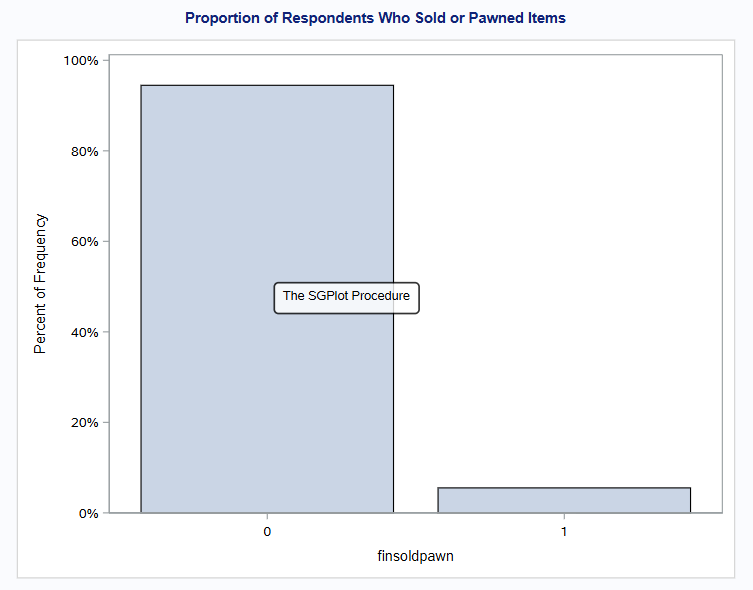 Proportion of Respondents Who Sold or Pawned Items
100%
80%
60%
40%
20%
0%
Percent of Frequency
The SGPlot Procedure
0
1
finsoldpawn